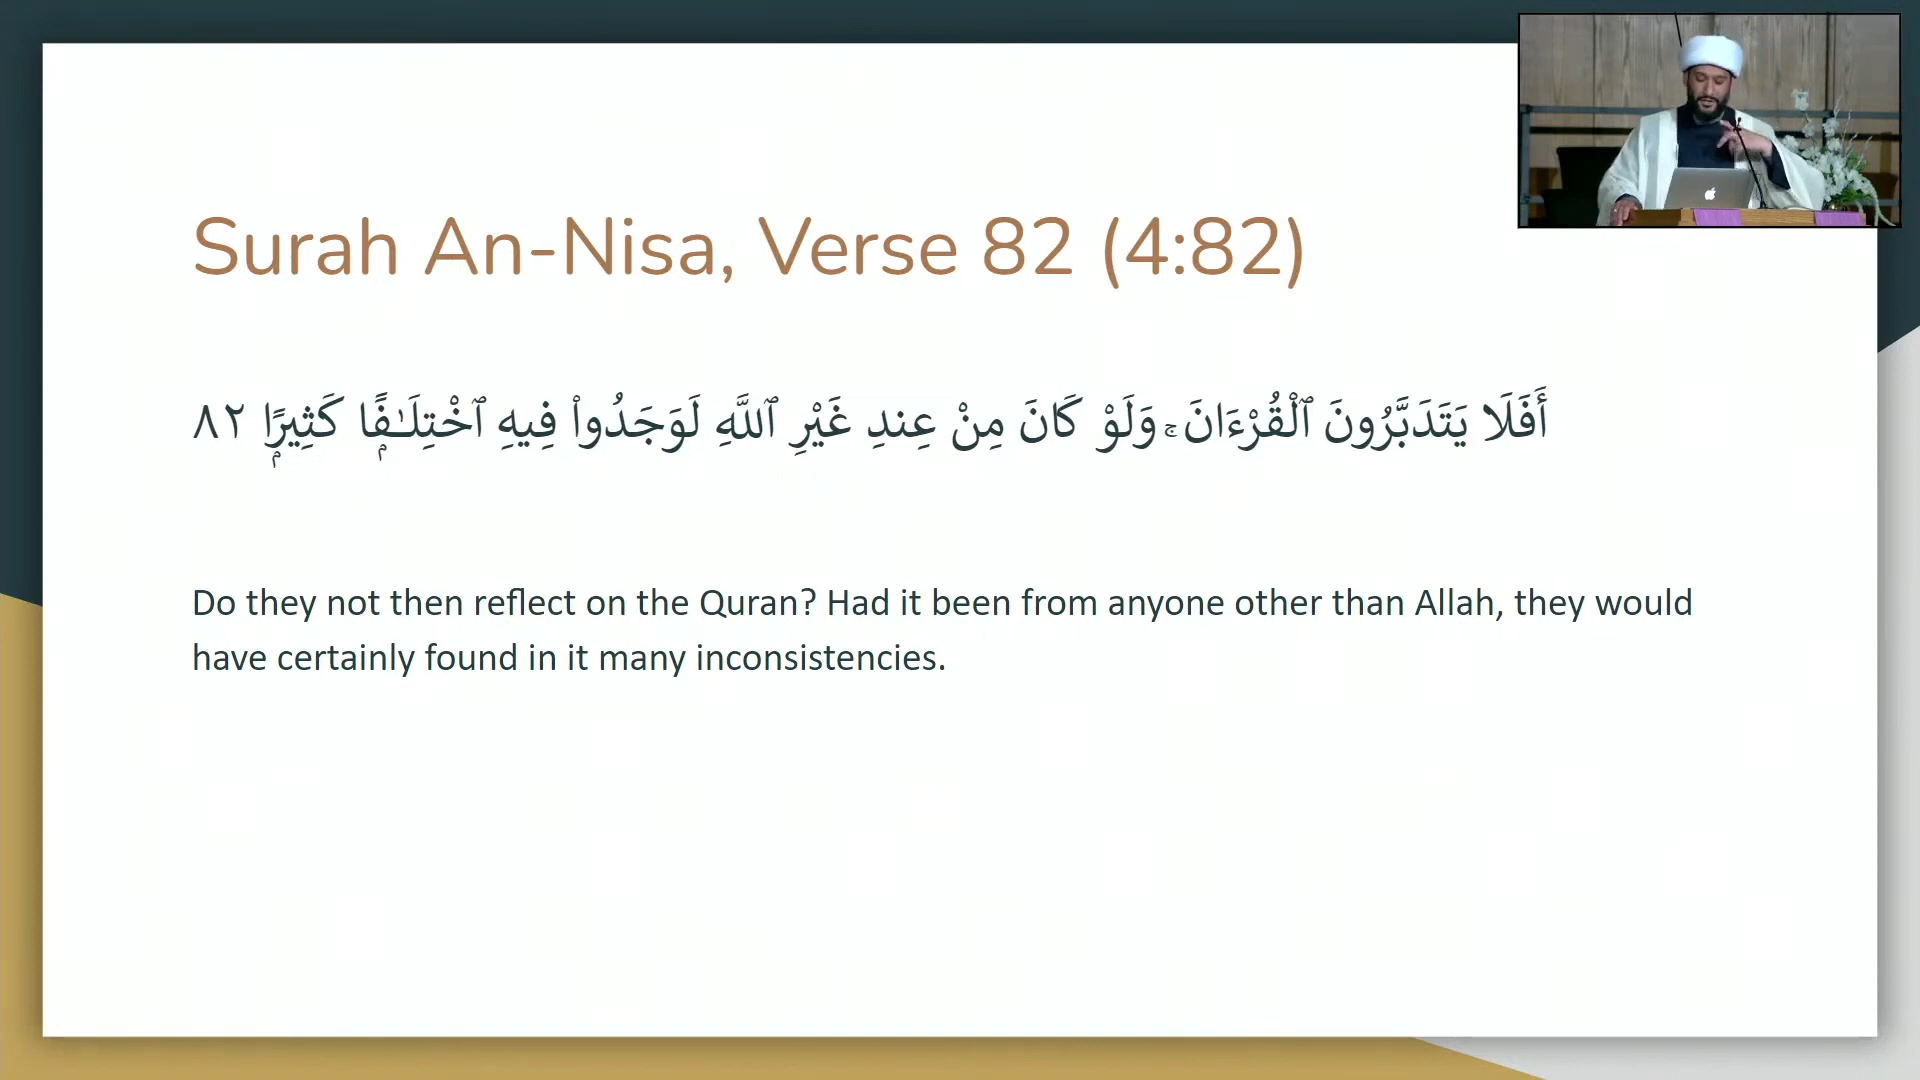 Surah An-Nisa, Verse 82 (4:82)
أَفَلَا يَتَدَبَّرُونَ ٱلْقُرْءَانَ ۚ وَلَوْ كَانَ مِنْ عِندِ غَيْرِ ٱللَّهِ لَوَجَدُوا۟ فِيهِ ٱخْتِلَـٰفًۭا كَثِيرًۭا ٨٢
Do they not then reflect on the Quran? Had it been from anyone other than Allah, they would
have certainly found in it many inconsistencies.